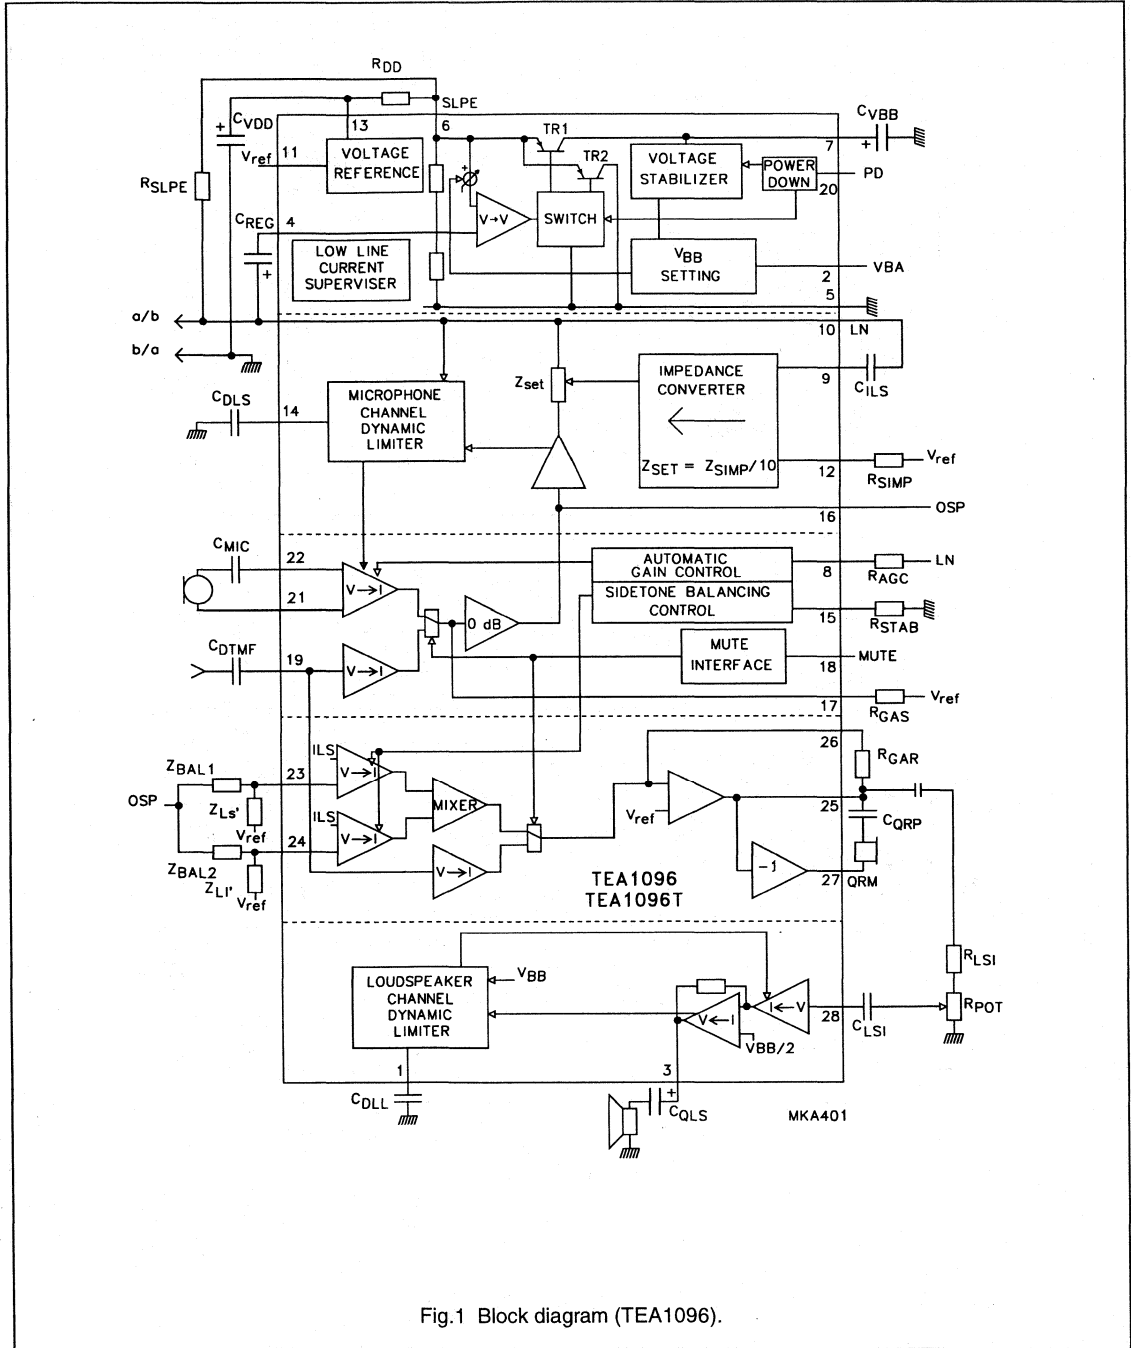 RDD
SLPE
CVDD
13
6
TR1
CVBB
Vref
11
VOLTAGE
REFERENCE
TR2
7
VOLTAGE
STABILIZER
POWER
DOWN
PD
20
RSLPE
CREG
4
V→V
SWITCH
LOW LINE
CURRENT
SUPERVISER
VBB
SETTING
2
VBA
5
a/b
10
LN
b/a
Zset
IMPEDANCE
CONVERTER
9
CILS
CDLS
14
MICROPHONE
CHANNEL
DYNAMIC
LIMITER
ZSET = ZSIMP/10
12
RSIMP
Vref
16
OSP
CMIC
22
21
V→I
AUTOMATIC
GAIN CONTROL
8
RAGC
LN
SIDETONE BALANCING
CONTROL
15
RSTAB
0 dB
CDTMF
19
V→I
MUTE
INTERFACE
18
MUTE
17
RGAS
Vref
26
RGAR
ILS
ZBAL1
23
V→I
OSP
ZLs'
Vref
ILS
MIXER
Vref
25
CQRP
24
V→I
ZBAL2
ZLI'
Vref
V→I
-1
27
QRM
TEA1096
TEA1096T
LOUDSPEAKER
CHANNEL
DYNAMIC
LIMITER
VBB
RLSI
V←I
I←V
28
CLSI
RPOT
VBB/2
1
3
CDLL
+
CQLS
MKA401
Fig.1 Block diagram (TEA1096).